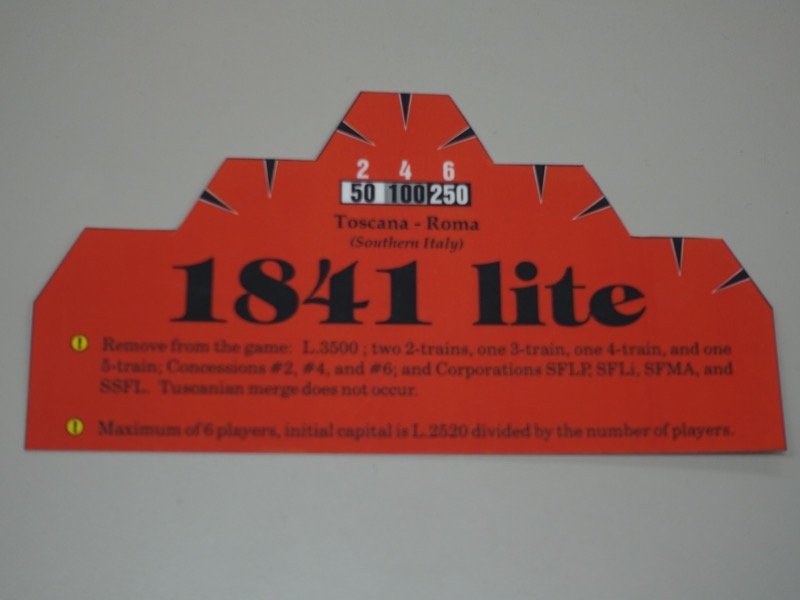 2 4 6
50 100 250
Toscana - Roma
(Southern Italy)
1841 lite
Remove from the game: L.3500 ; two 2-trains, one 3-train, one 4-train, and one
5-train; Concessions #2, #4, and #6; and Corporations SFLP, SFLi, SFMA, and
SSFL. Tuscanian merge does not occur.
Maximum of 6 players, initial capital is L.2520 divided by the number of players.